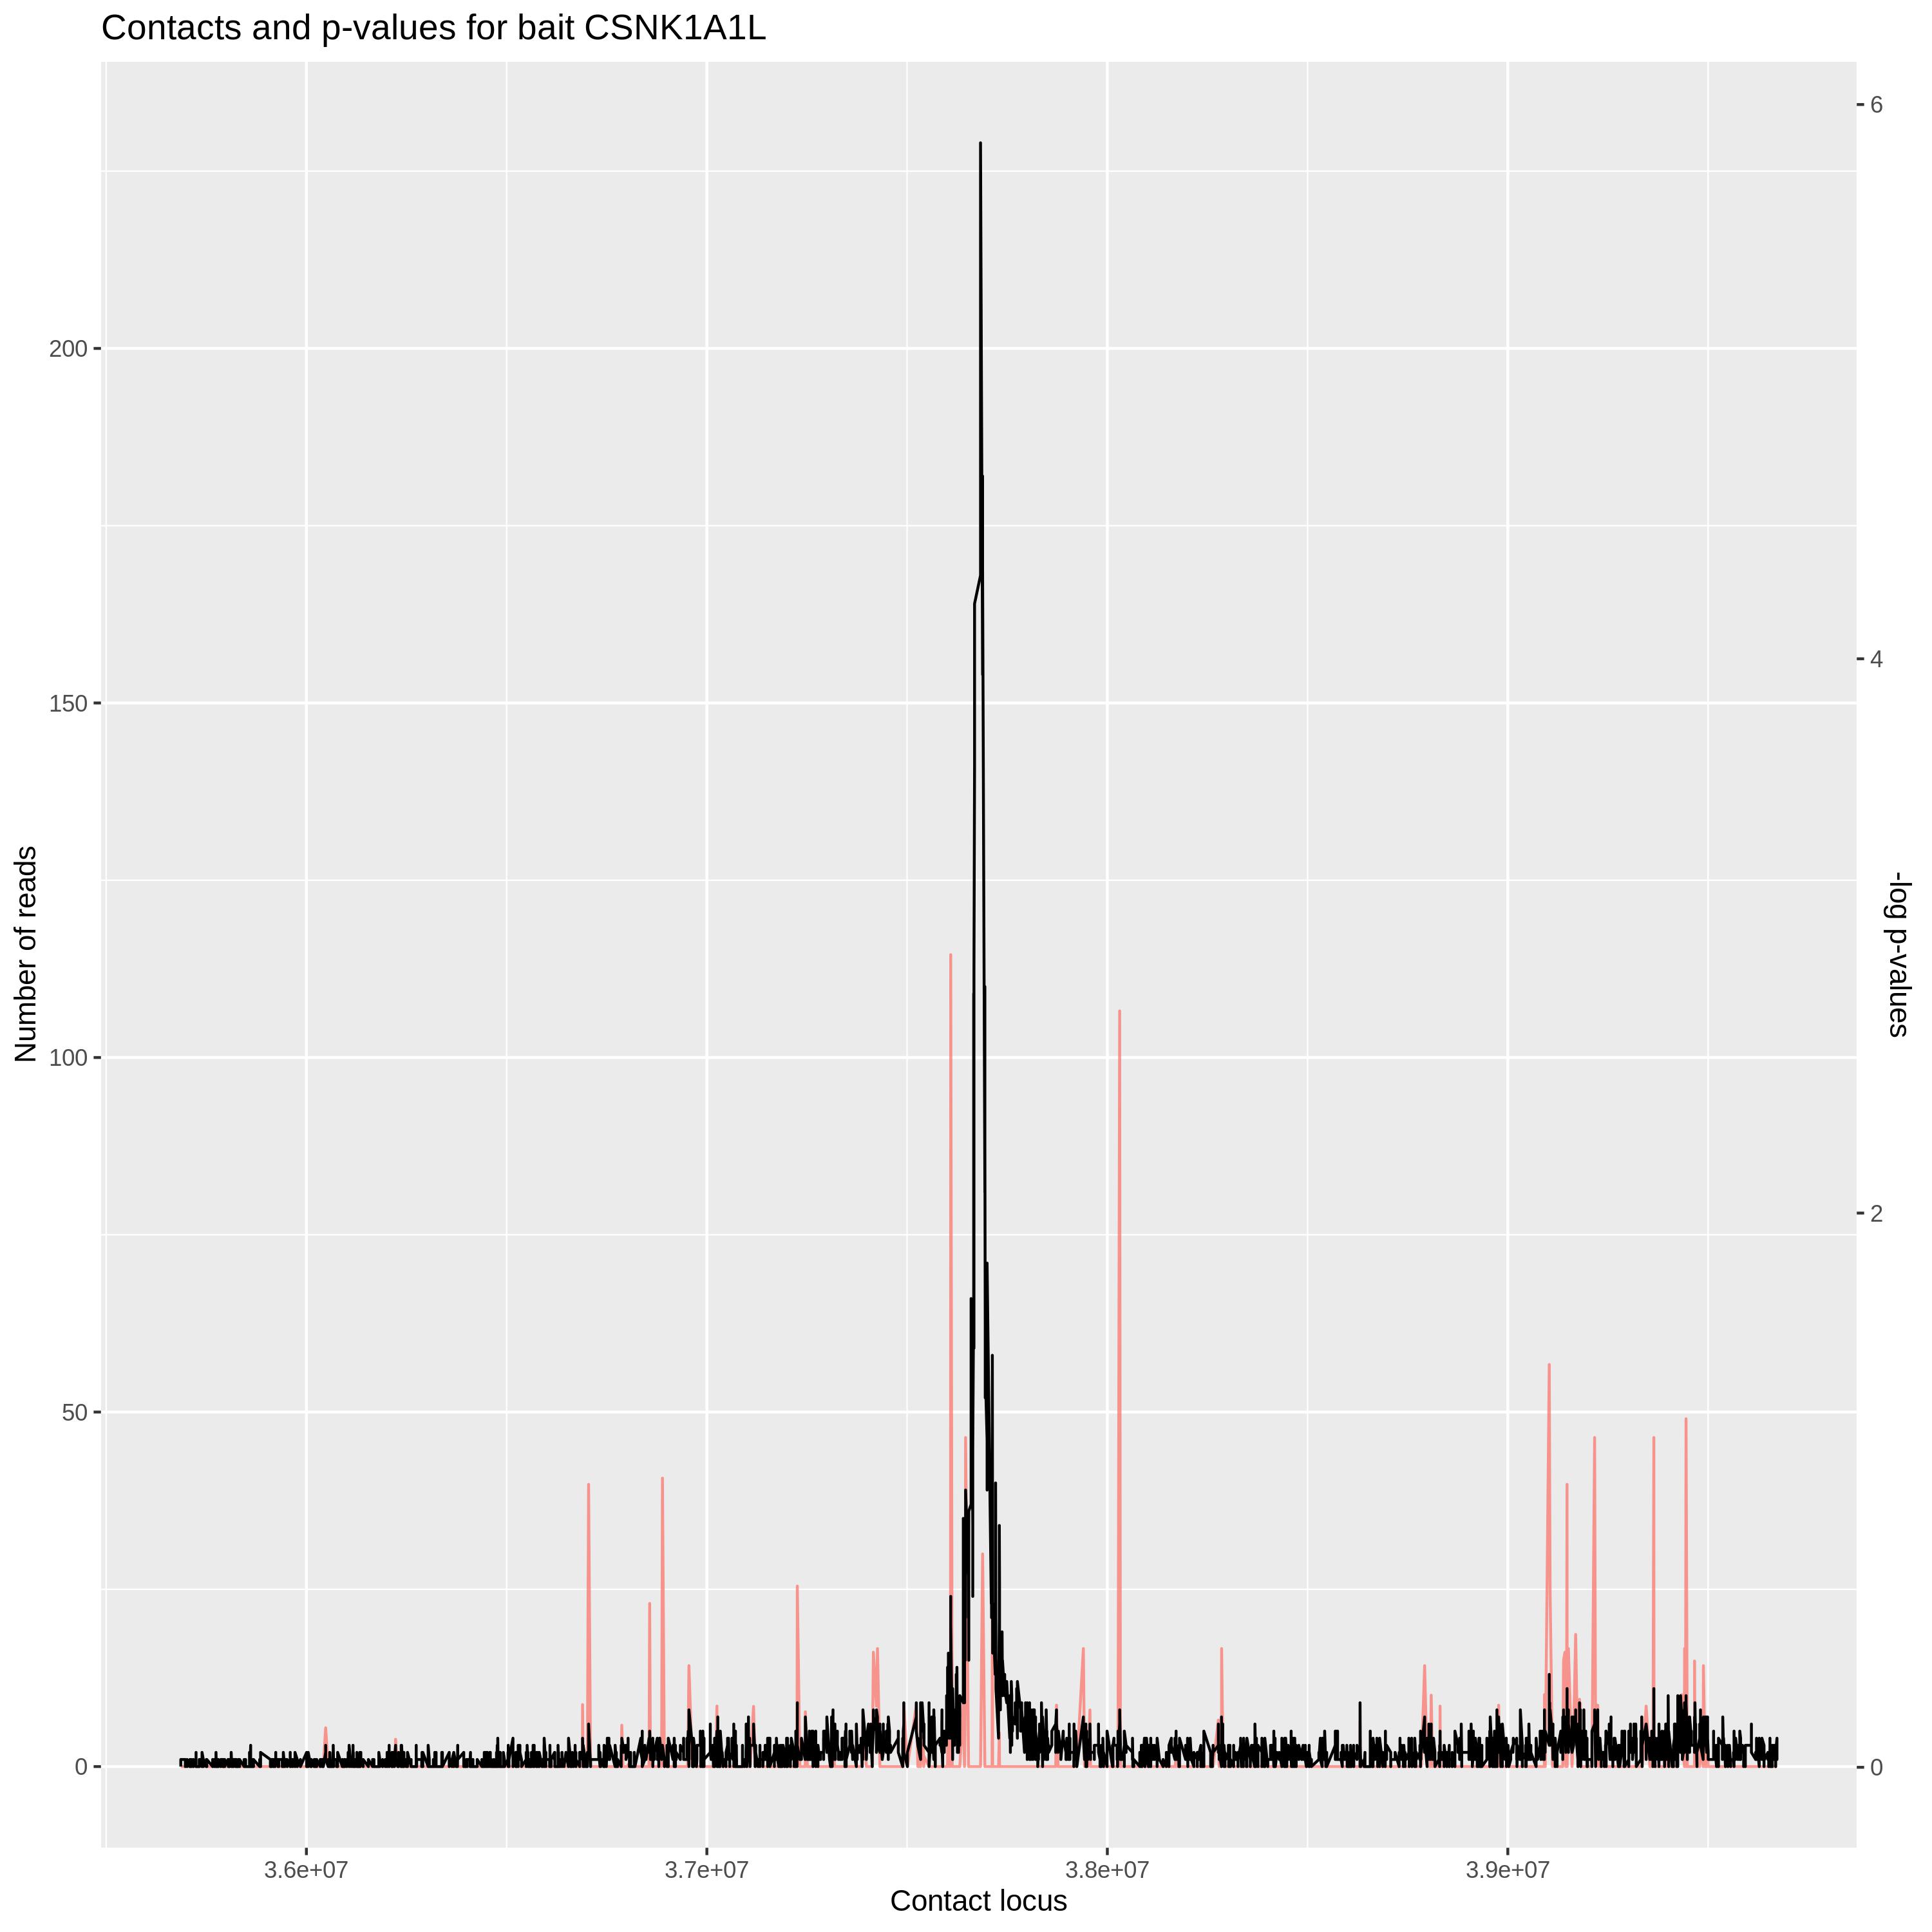 Contacts and p-values for bait CSNK1A1L
Number of reads
200
150
100
50
0
6
4
2
0
-log p-values
3.6e+07 3.7e+07 3.8e+07 3.9e+07
Contact locus